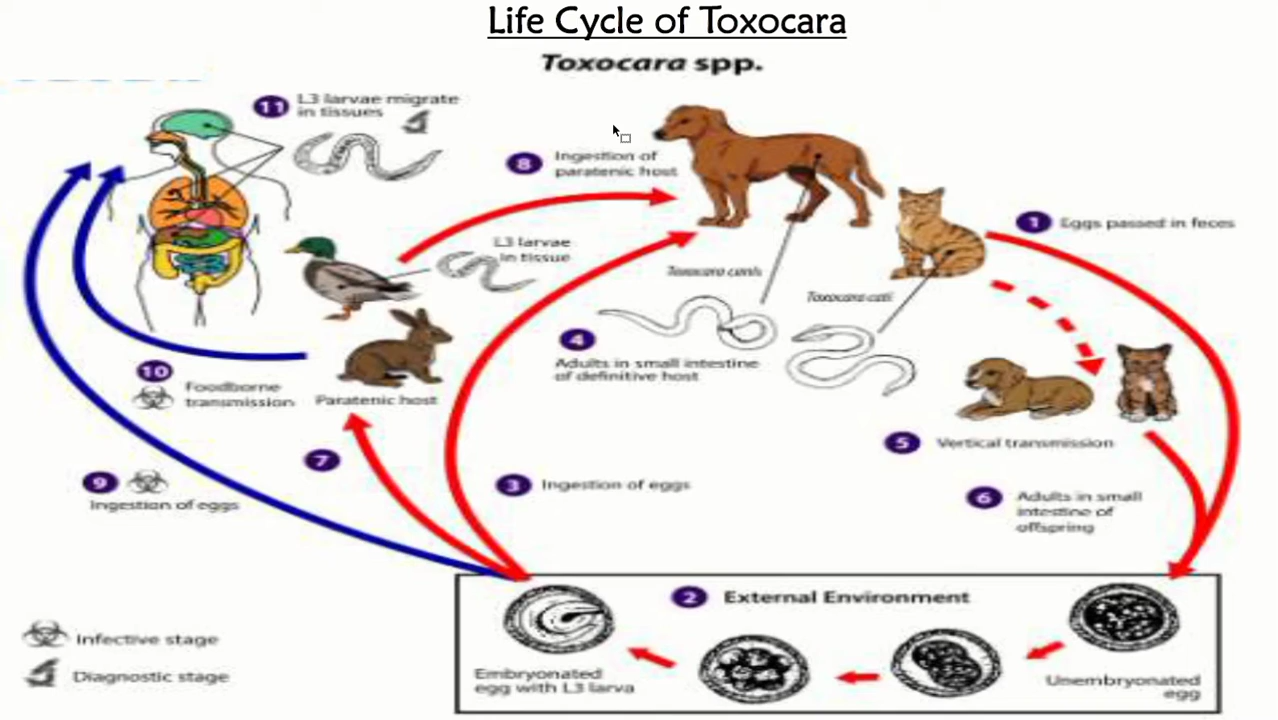 Life Cycle of Toxocara
Toxocara spp.
11 L3 larvae migrate
in tissues
8 Ingestion of
paratenic host
1 Eggs passed in feces
L3 larvae
in tissue
Toxocara canis
Toxocara cati
4
Adults in small intestine
of definitive host
10
Foodborne
transmission
Paratenic host
5 Vertical transmission
7
9
Ingestion of eggs
3 Ingestion of eggs
6 Adults in small
intestine of
offspring
2 External Environment
Infective stage
Diagnostic stage
Embryonated
egg with L3 larva
Unembryonated
egg